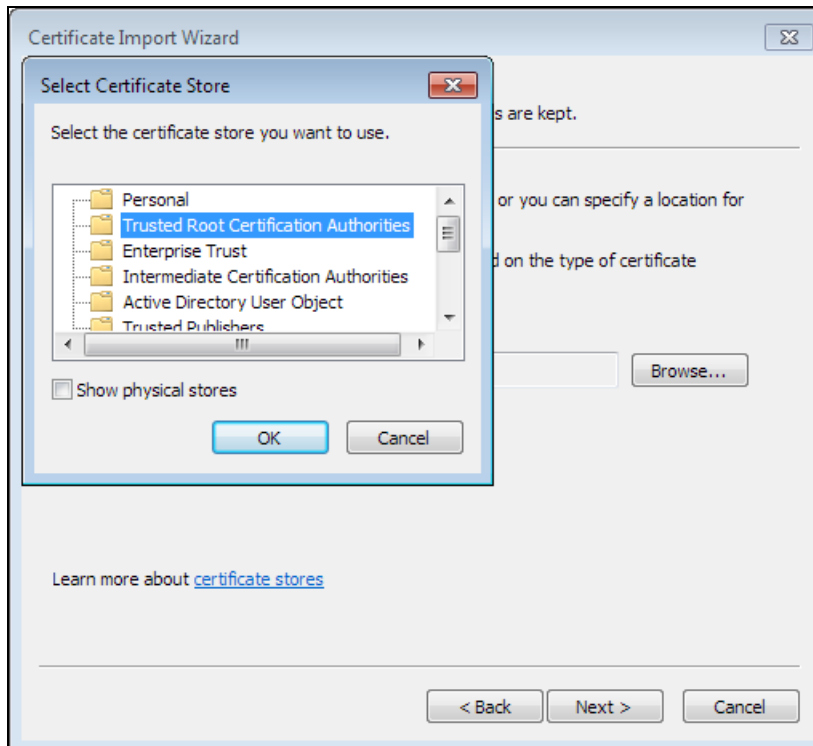 Certificate Import Wizard
Select Certificate Store
s are kept.
Select the certificate store you want to use.
Personal
or you can specify a location for
Trusted Root Certification Authorities
Enterprise Trust
d on the type of certificate
Intermediate Certification Authorities
Active Directory User Object
Trusted Publishers
Browse...
Show physical stores
OK
Cancel
Learn more about certificate stores
< Back
Next >
Cancel